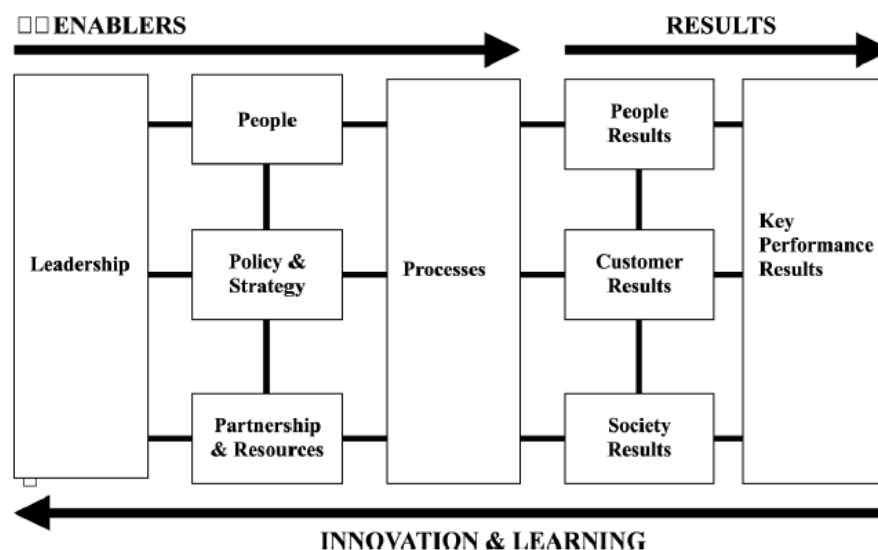 ENABLERS
RESULTS
People
People
Results
Leadership
Policy &
Strategy
Processes
Customer
Results
Key
Performance
Results
Partnership
& Resources
Society
Results
INNOVATION & LEARNING